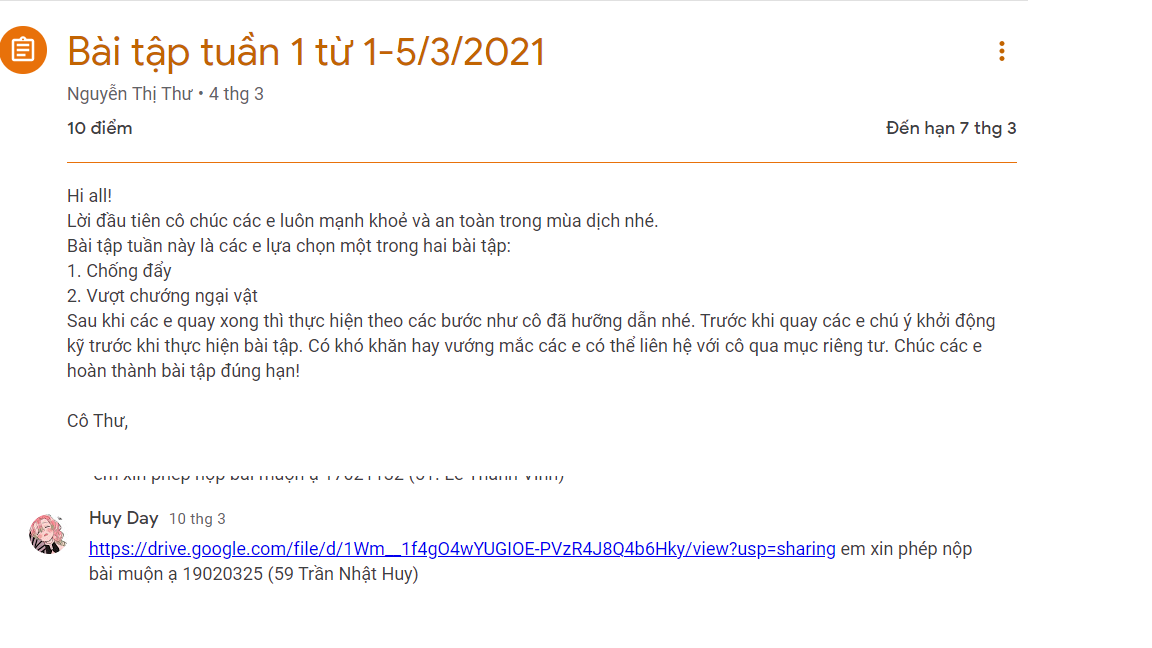 Bài tập tuần 1 từ 1-5/3/2021
Nguyễn Thị Thư • 4 thg 3
10 điểm
Đến hạn 7 thg 3
Hi all!
Lời đầu tiên cô chúc các e luôn mạnh khoẻ và an toàn trong mùa dịch nhé.
Bài tập tuần này là các e lựa chọn một trong hai bài tập:
1. Chống đẩy
2. Vượt chướng ngại vật
Sau khi các e quay xong thì thực hiện theo các bước như cô đã hưỡng dẫn nhé. Trước khi quay các e chú ý khởi động
kỹ trước khi thực hiện bài tập. Có khó khăn hay vướng mắc các e có thể liên hệ với cô qua mục riêng tư. Chúc các e
hoàn thành bài tập đúng hạn!
Cô Thư,
em xin phép nộp bài muộn ạ
Huy Day 10 thg 3
https://drive.google.com/file/d/1Wm__1f4gO4wYUGIOE-PVzR4J8Q4b6Hky/view?usp=sharing em xin phép nộp
bài muộn ạ 19020325 (59 Trần Nhật Huy)